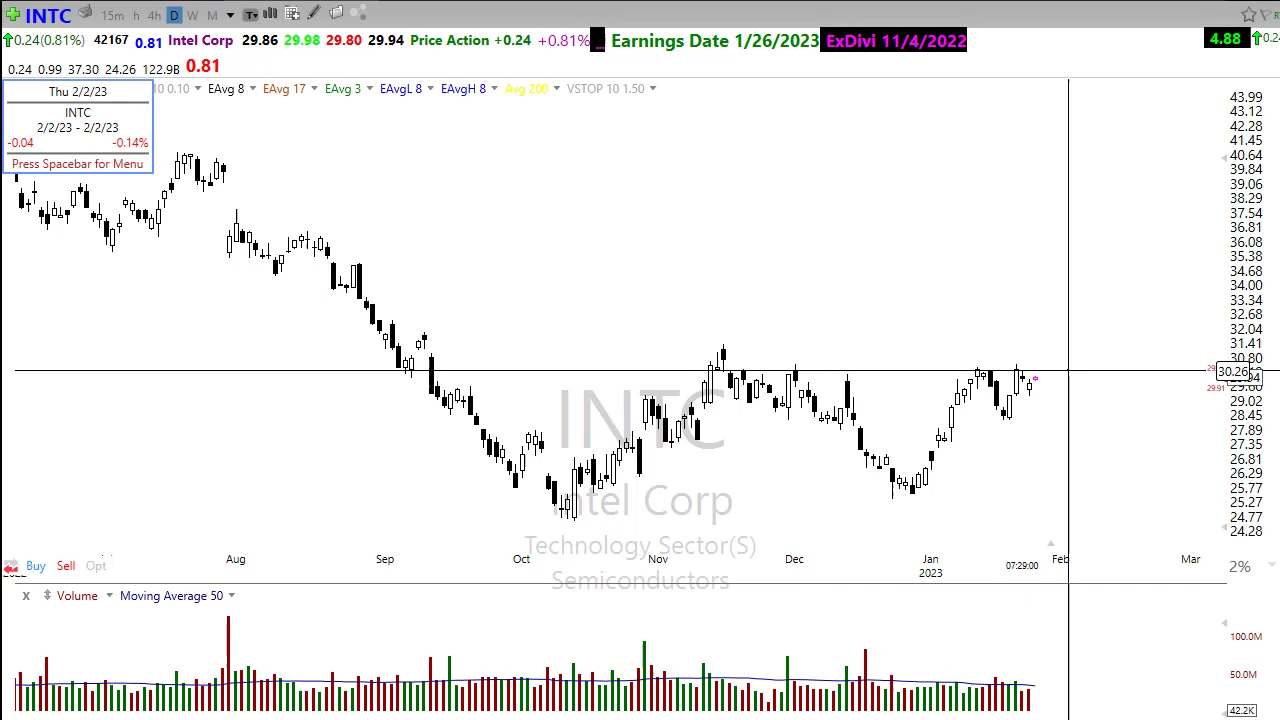 INTC 15m h 4h D W M T
0.24(0.81%) 42167 0.81 Intel Corp 29.86 29.98 29.80 29.94 Price Action +0.24 +0.81% ... Earnings Date 1/26/2023 ExDivi 11/4/2022 4.88
0.24 0.99 37.30 24.26 122.9B 0.81
10 0.10 EAvg 8 EAvg 17 EAvg 3 EAvgL 8 EAvgH 8 Avg 200 VSTOP 10 1.50
Thu 2/2/23
INTC
2/2/23 - 2/2/23
-0.04 -0.14%
Press Spacebar for Menu
43.99
43.12
42.28
41.45
40.64
39.84
39.06
38.29
37.54
36.81
36.08
35.38
34.68
34.00
33.34
32.68
32.04
31.41
30.80
30.26
29.02
28.45
27.89
27.35
26.81
26.29
25.77
25.27
24.77
24.28
29.91
INTC
Intel Corp
Technology Sector(S)
Semiconductors
Aug Sep Oct Nov Dec Jan Feb Mar
2023 07:29:00
Buy Sell Opt 2%
x Volume Moving Average 50
100.0M
50.0M
42.2K